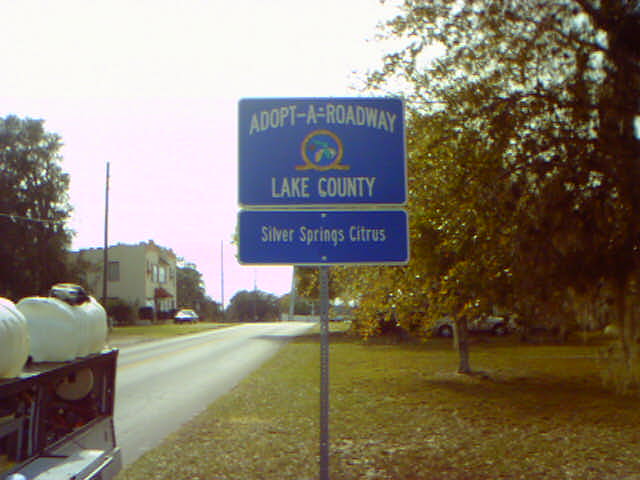 ADOPT-A-ROADWAY
LAKE COUNTY
Silver Springs Citrus